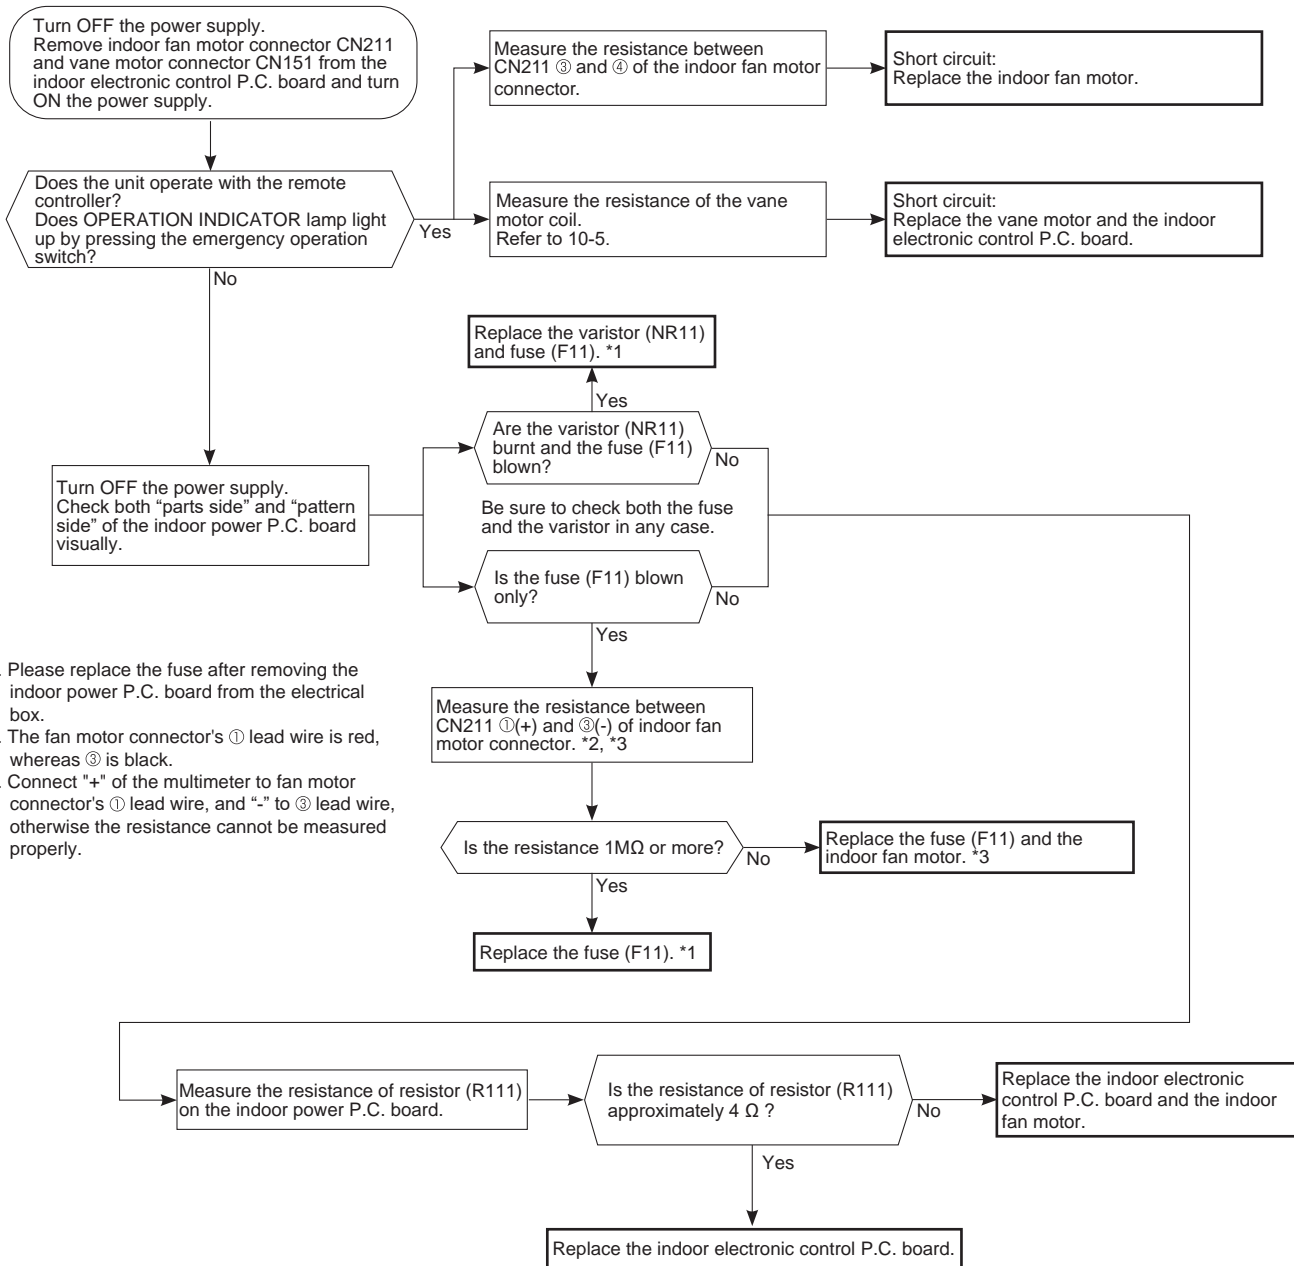 Turn OFF the power supply.
Remove indoor fan motor connector CN211
and vane motor connector CN151 from the
indoor electronic control P.C. board and turn
ON the power supply.
Measure the resistance between
CN211 ③ and ④ of the indoor fan motor
connector.
Short circuit:
Replace the indoor fan motor.
Does the unit operate with the remote
controller?
Does OPERATION INDICATOR lamp light
up by pressing the emergency operation
switch?
Yes
Measure the resistance of the vane
motor coil.
Refer to 10-5.
Short circuit:
Replace the vane motor and the indoor
electronic control P.C. board.
No
Replace the varistor (NR11)
and fuse (F11). *1
Yes
Are the varistor (NR11)
burnt and the fuse (F11)
blown?
No
Turn OFF the power supply.
Check both “parts side” and “pattern
side” of the indoor power P.C. board
visually.
Be sure to check both the fuse
and the varistor in any case.
Is the fuse (F11) blown
only?
No
Yes
. Please replace the fuse after removing the
indoor power P.C. board from the electrical
box.
. The fan motor connector's ① lead wire is red,
whereas ③ is black.
. Connect "+" of the multimeter to fan motor
connector's ① lead wire, and “-” to ③ lead wire,
otherwise the resistance cannot be measured
properly.
Measure the resistance between
CN211 ①(+) and ③(-) of indoor fan
motor connector. *2, *3
Is the resistance 1MΩ or more?
No
Replace the fuse (F11) and the
indoor fan motor. *3
Yes
Replace the fuse (F11). *1
Measure the resistance of resistor (R111)
on the indoor power P.C. board.
Is the resistance of resistor (R111)
approximately 4 Ω ?
No
Replace the indoor electronic
control P.C. board and the indoor
fan motor.
Yes
Replace the indoor electronic control P.C. board.